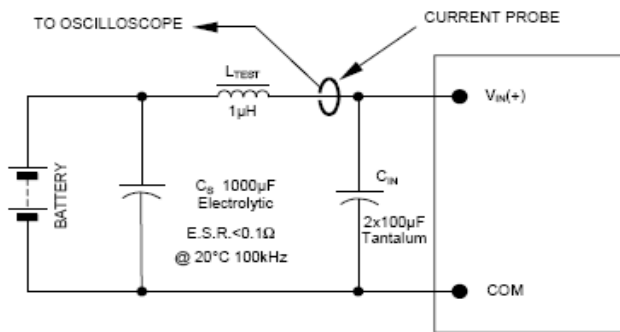 TO OSCILLOSCOPE
CURRENT PROBE
LTEST
1µH
VIN(+)
BATTERY
CS 1000µF
Electrolytic
E.S.R.<0.1Ω
@ 20°C 100kHz
CIN
2x100µF
Tantalum
COM